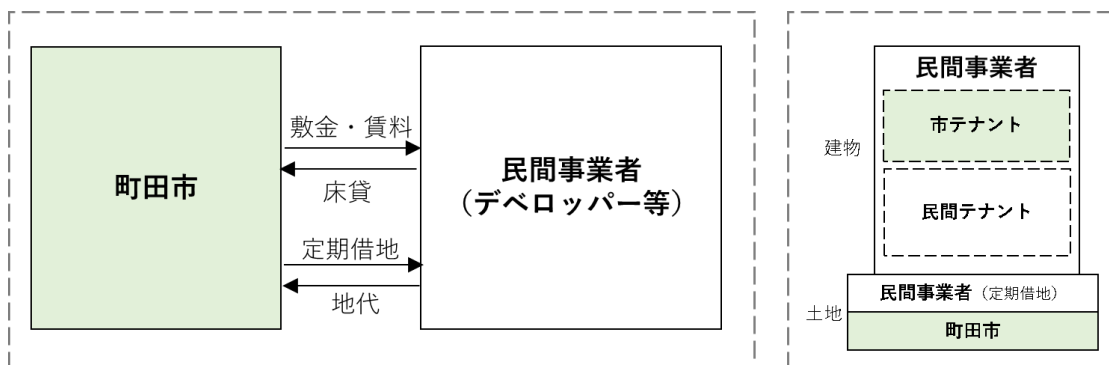 町田市
敷金・賃料
床貸
定期借地
地代
民間事業者
（デベロッパー等）
民間事業者
建物
市テナント
民間テナント
土地
民間事業者（定期借地）
町田市